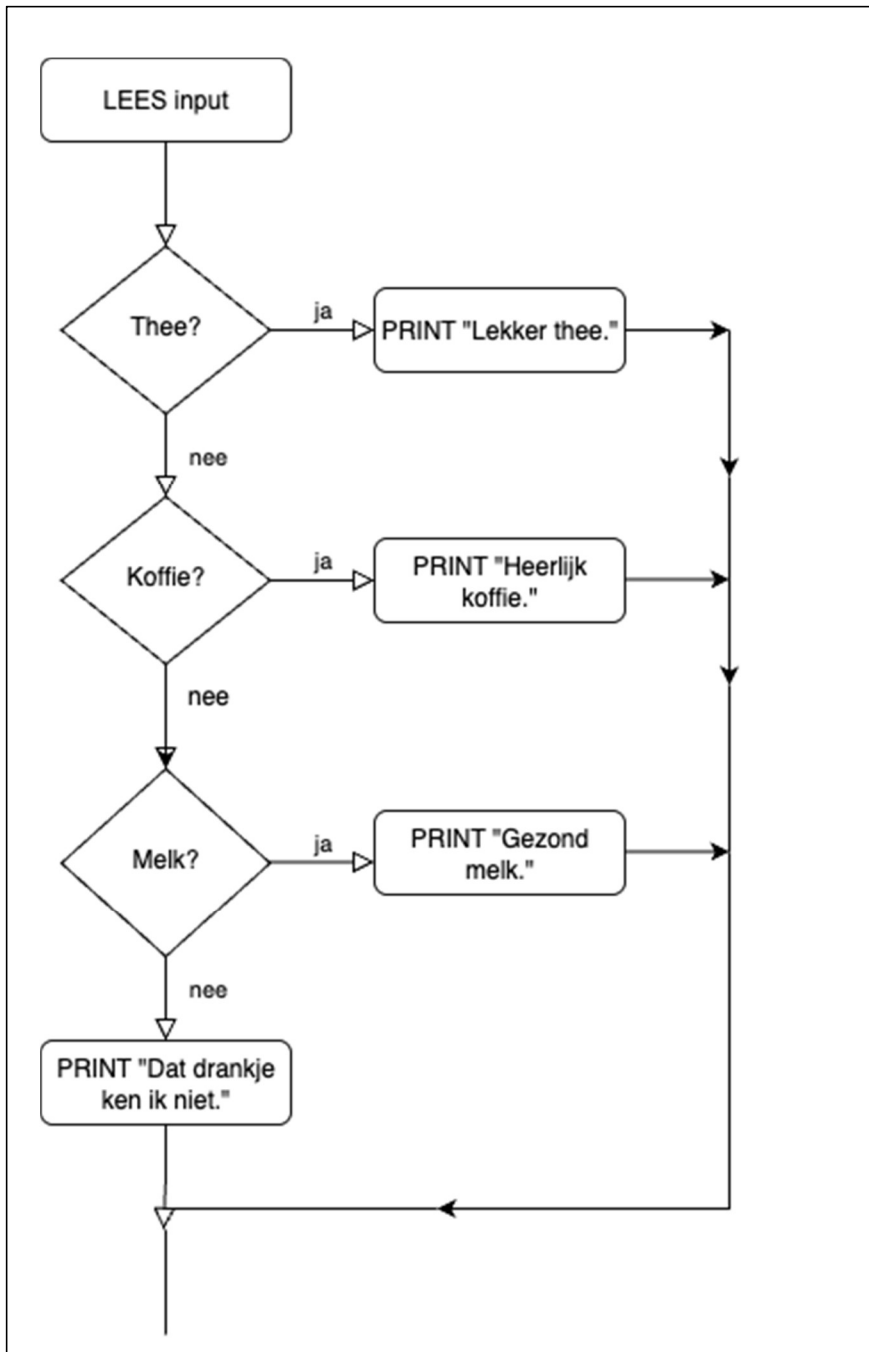 LEES input
Thee?
ja
PRINT "Lekker thee."
nee
Koffie?
ja
PRINT "Heerlijk
koffie."
nee
Melk?
ja
PRINT "Gezond
melk."
nee
PRINT "Dat drankje
ken ik niet."